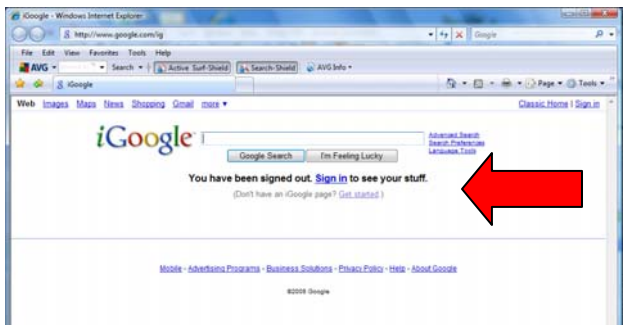 iGoogle - Windows Internet Explorer
http://www.google.com/ig
Google
File Edit View Favorites Tools Help
AVG Search Active Surf-Shield Search-Shield AVG Info
iGoogle Page Tools
Web Images Maps News Shopping Gmail more ▼ Classic Home | Sign in
iGoogle
Advanced Search
Search Preferences
Language Tools
Google Search I'm Feeling Lucky
You have been signed out. Sign in to see your stuff.
(Don't have an iGoogle page? Get started.)
Mobile - Advertising Programs - Business Solutions - Privacy Policy - Help - About Google
©2008 Google